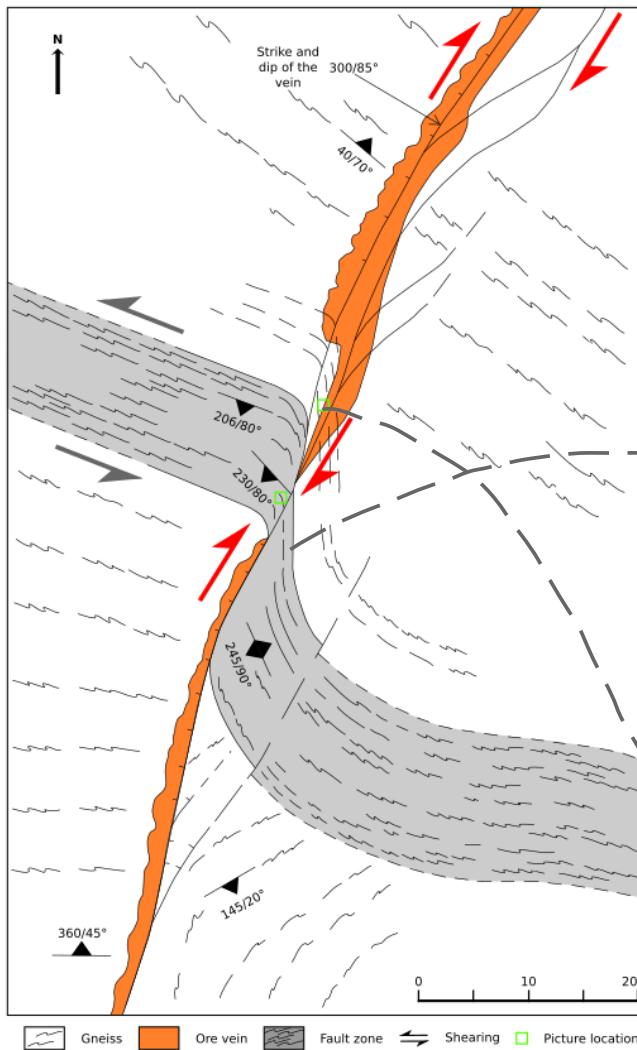 N
Strike and
dip of the
vein
300/85°
40/70°
206/80°
230/80°
245/90°
145/20°
360/45°
0 10 20
Gneiss Ore vein Fault zone Shearing Picture location